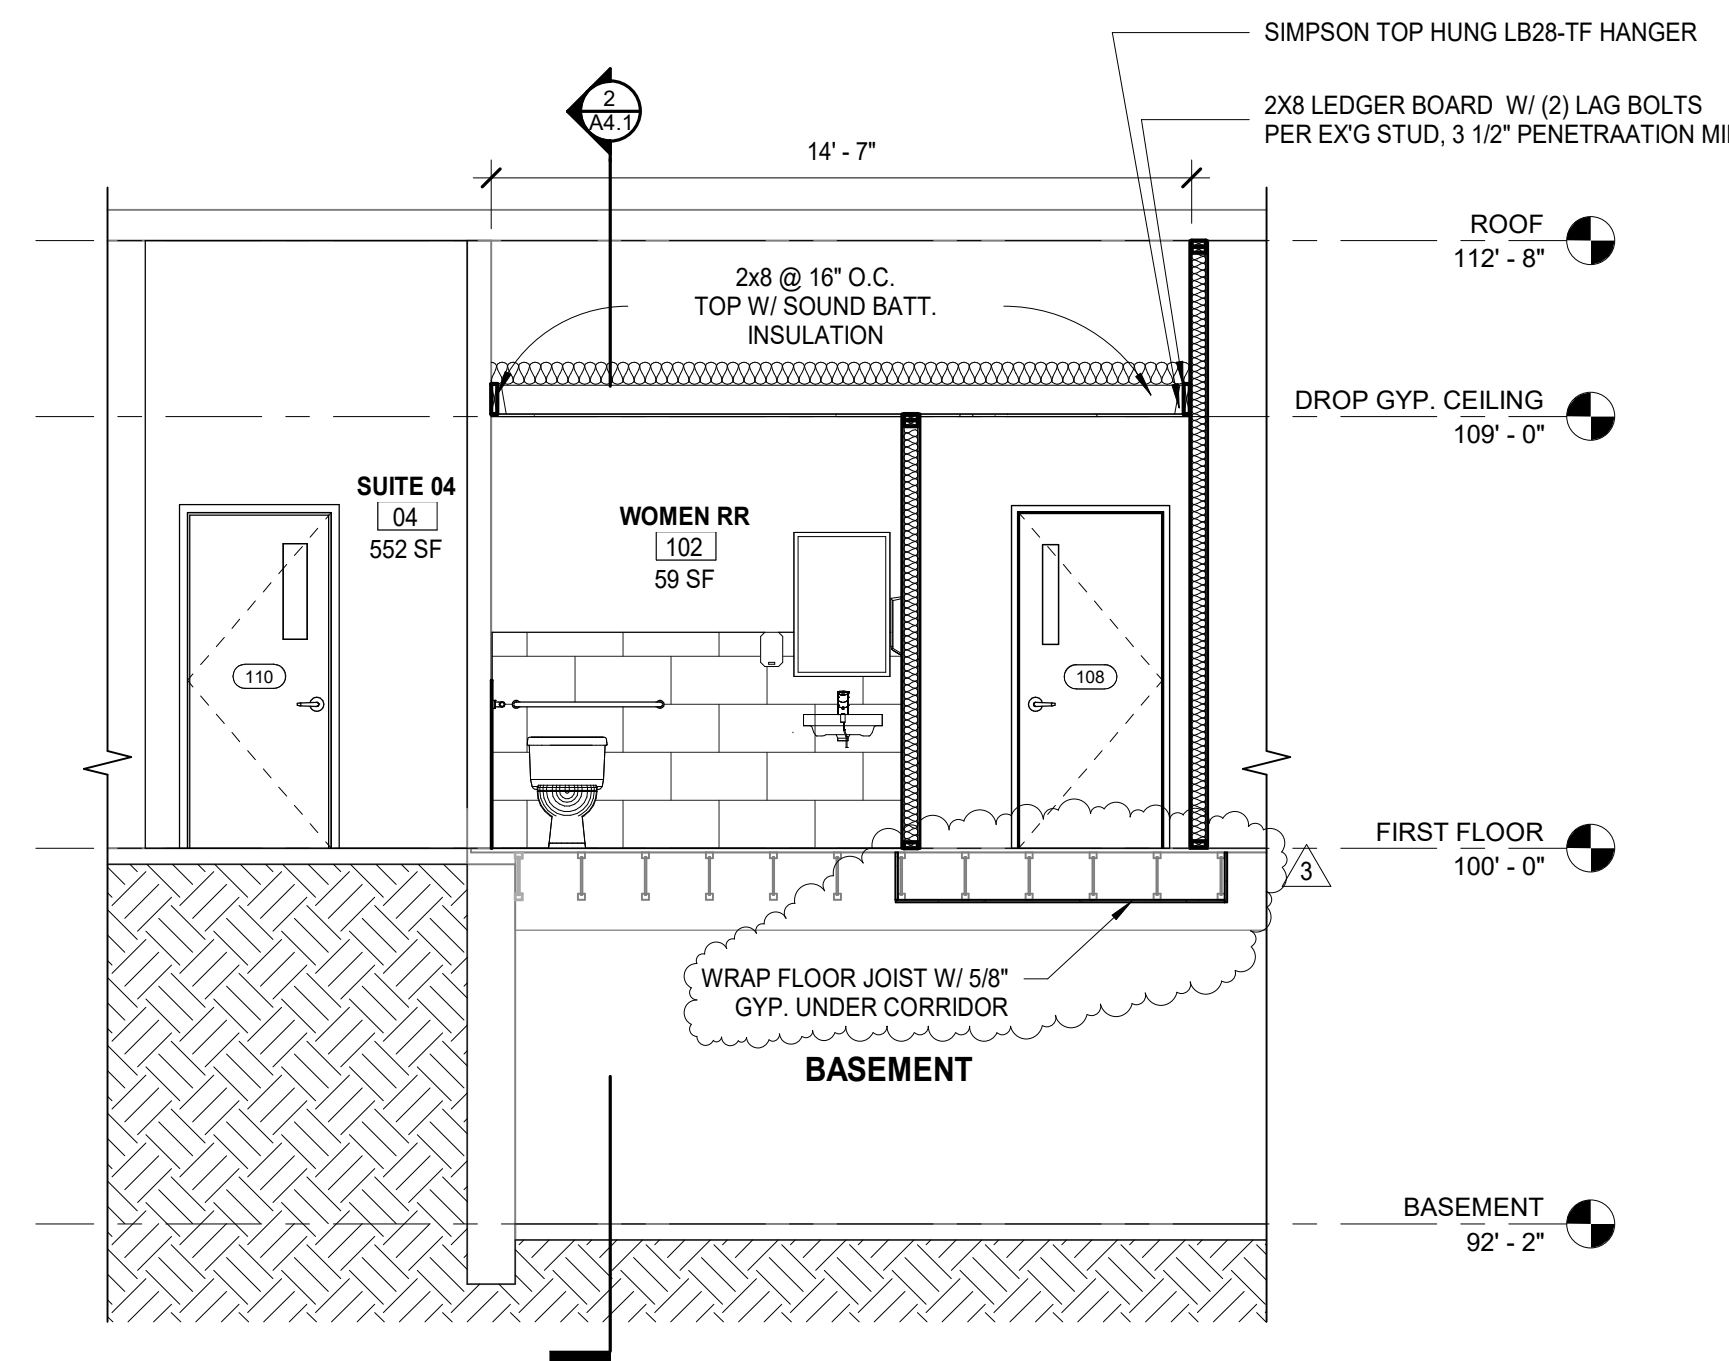 SIMPSON TOP HUNG LB28-TF HANGER
2X8 LEDGER BOARD W/ (2) LAG BOLTS
PER EX'G STUD, 3 1/2" PENETRAATION
2
A4.1
14' - 7"
ROOF
112' - 8"
2x8 @ 16" O.C.
TOP W/ SOUND BATT.
INSULATION
DROP GYP. CEILING
109' - 0"
SUITE 04
04
552 SF
WOMEN RR
102
59 SF
110
108
FIRST FLOOR
100' - 0"
3
WRAP FLOOR JOIST W/ 5/8"
GYP. UNDER CORRIDOR
BASEMENT
BASEMENT
92' - 2"